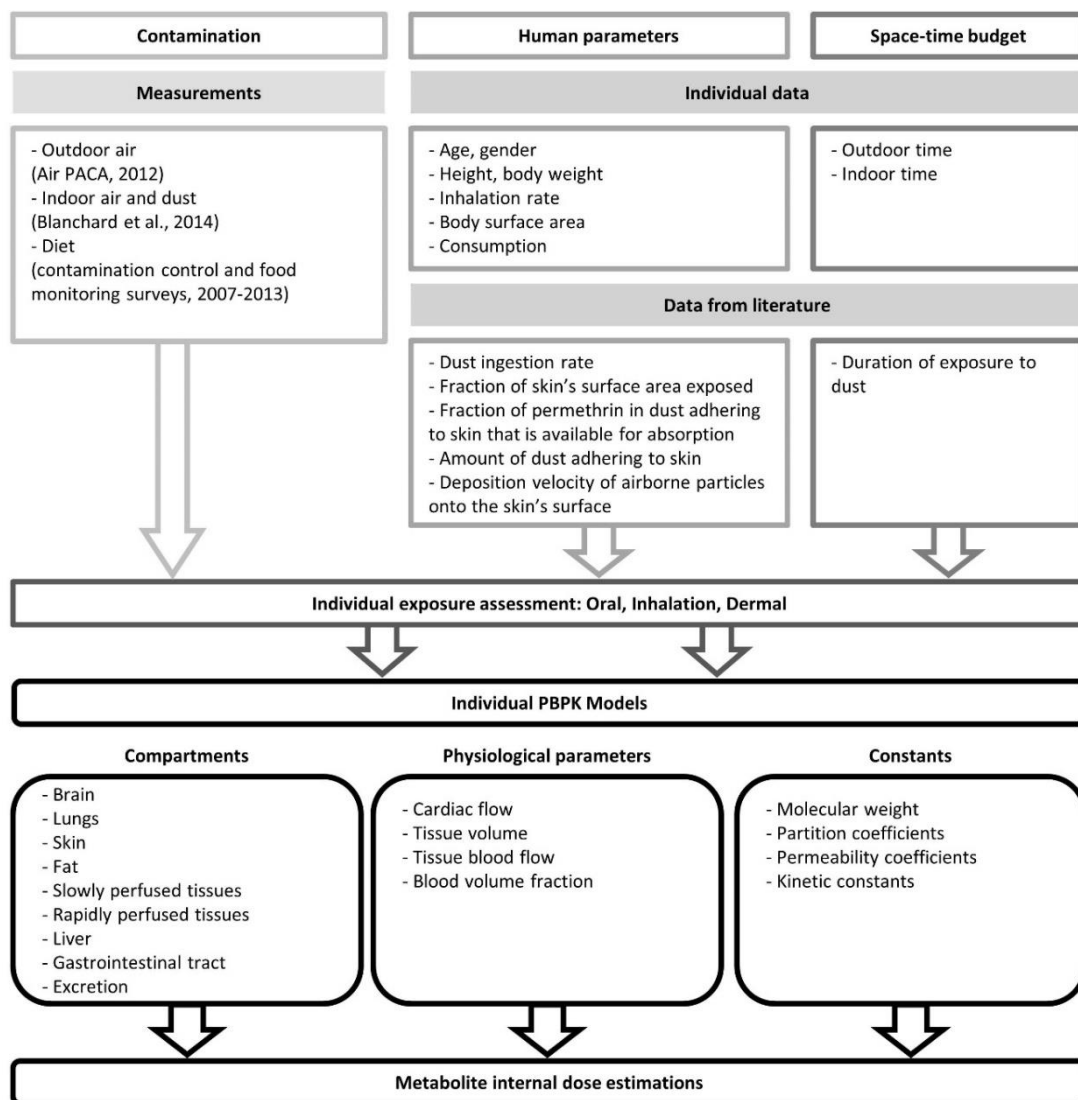 Contamination
Human parameters
Space-time budget
Measurements
Individual data
- Outdoor air
(Air PACA, 2012)
- Indoor air and dust
(Blanchard et al., 2014)
- Diet
(contamination control and food
monitoring surveys, 2007-2013)
- Age, gender
- Height, body weight
- Inhalation rate
- Body surface area
- Consumption
- Outdoor time
- Indoor time
Data from literature
- Dust ingestion rate
- Fraction of skin's surface area exposed
- Fraction of permethrin in dust adhering
to skin that is available for absorption
- Amount of dust adhering to skin
- Deposition velocity of airborne particles
onto the skin's surface
- Duration of exposure to
dust
Individual exposure assessment: Oral, Inhalation, Dermal
Individual PBPK Models
Compartments
- Brain
- Lungs
- Skin
- Fat
- Slowly perfused tissues
- Rapidly perfused tissues
- Liver
- Gastrointestinal tract
- Excretion
Physiological parameters
- Cardiac flow
- Tissue volume
- Tissue blood flow
- Blood volume fraction
Constants
- Molecular weight
- Partition coefficients
- Permeability coefficients
- Kinetic constants
Metabolite internal dose estimations